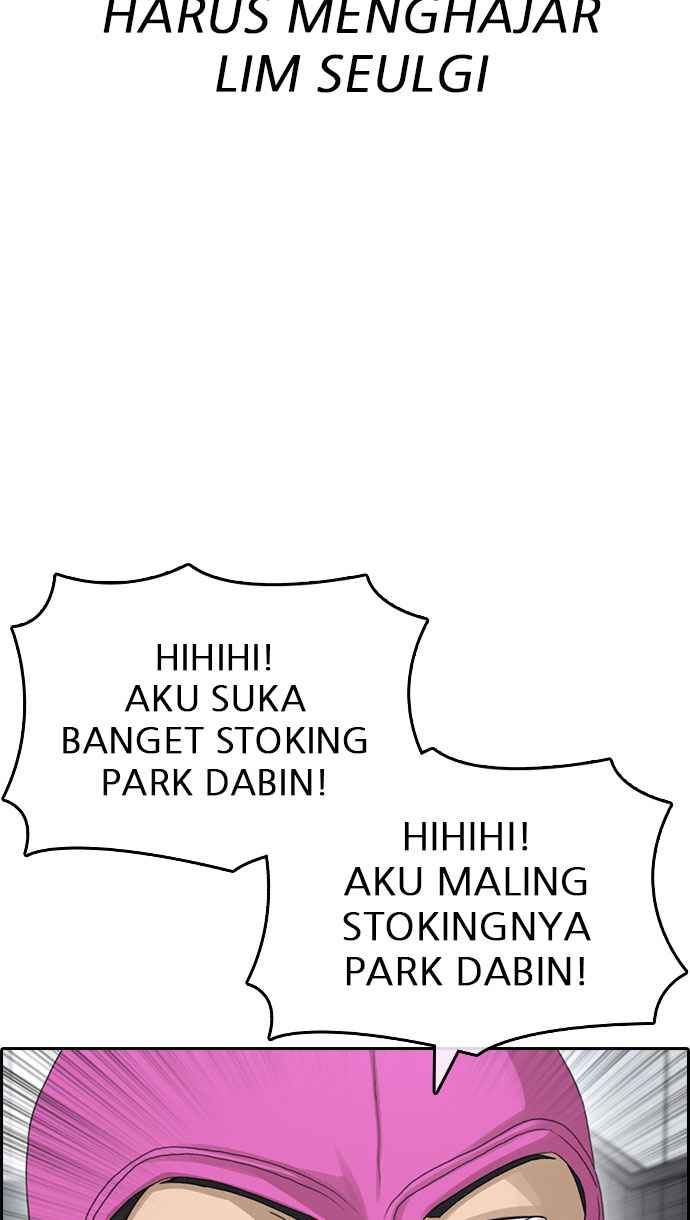 HARUS MENGHAJAR
LIM SEULGI
HIHIHI!
AKU SUKA
BANGET STOKING
PARK DABIN!
HIHIHI!
AKU MALING
STOKINGNYA
PARK DABIN!